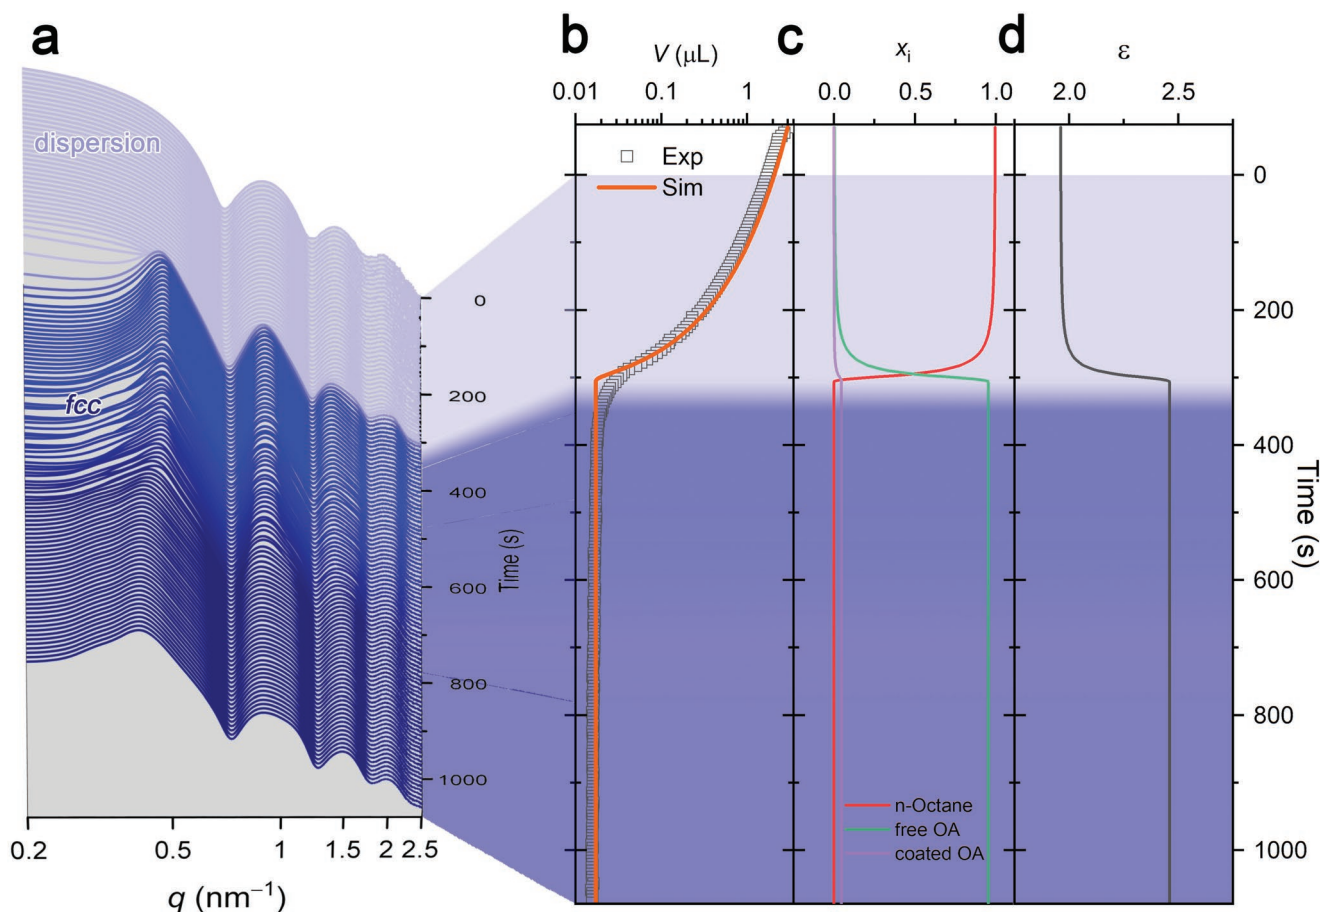 a
b
c
d
V (μL)
xᵢ
ε
0.01 0.1 1
0.0 0.5 1.0
2.0 2.5
dispersion
fcc
Exp
Sim
0
200
400
600
800
1000
Time (s)
0
200
400
600
800
1000
Time (s)
n-Octane
free OA
coated OA
0.2 0.5 1 1.5 2 2.5
q (nm⁻¹)